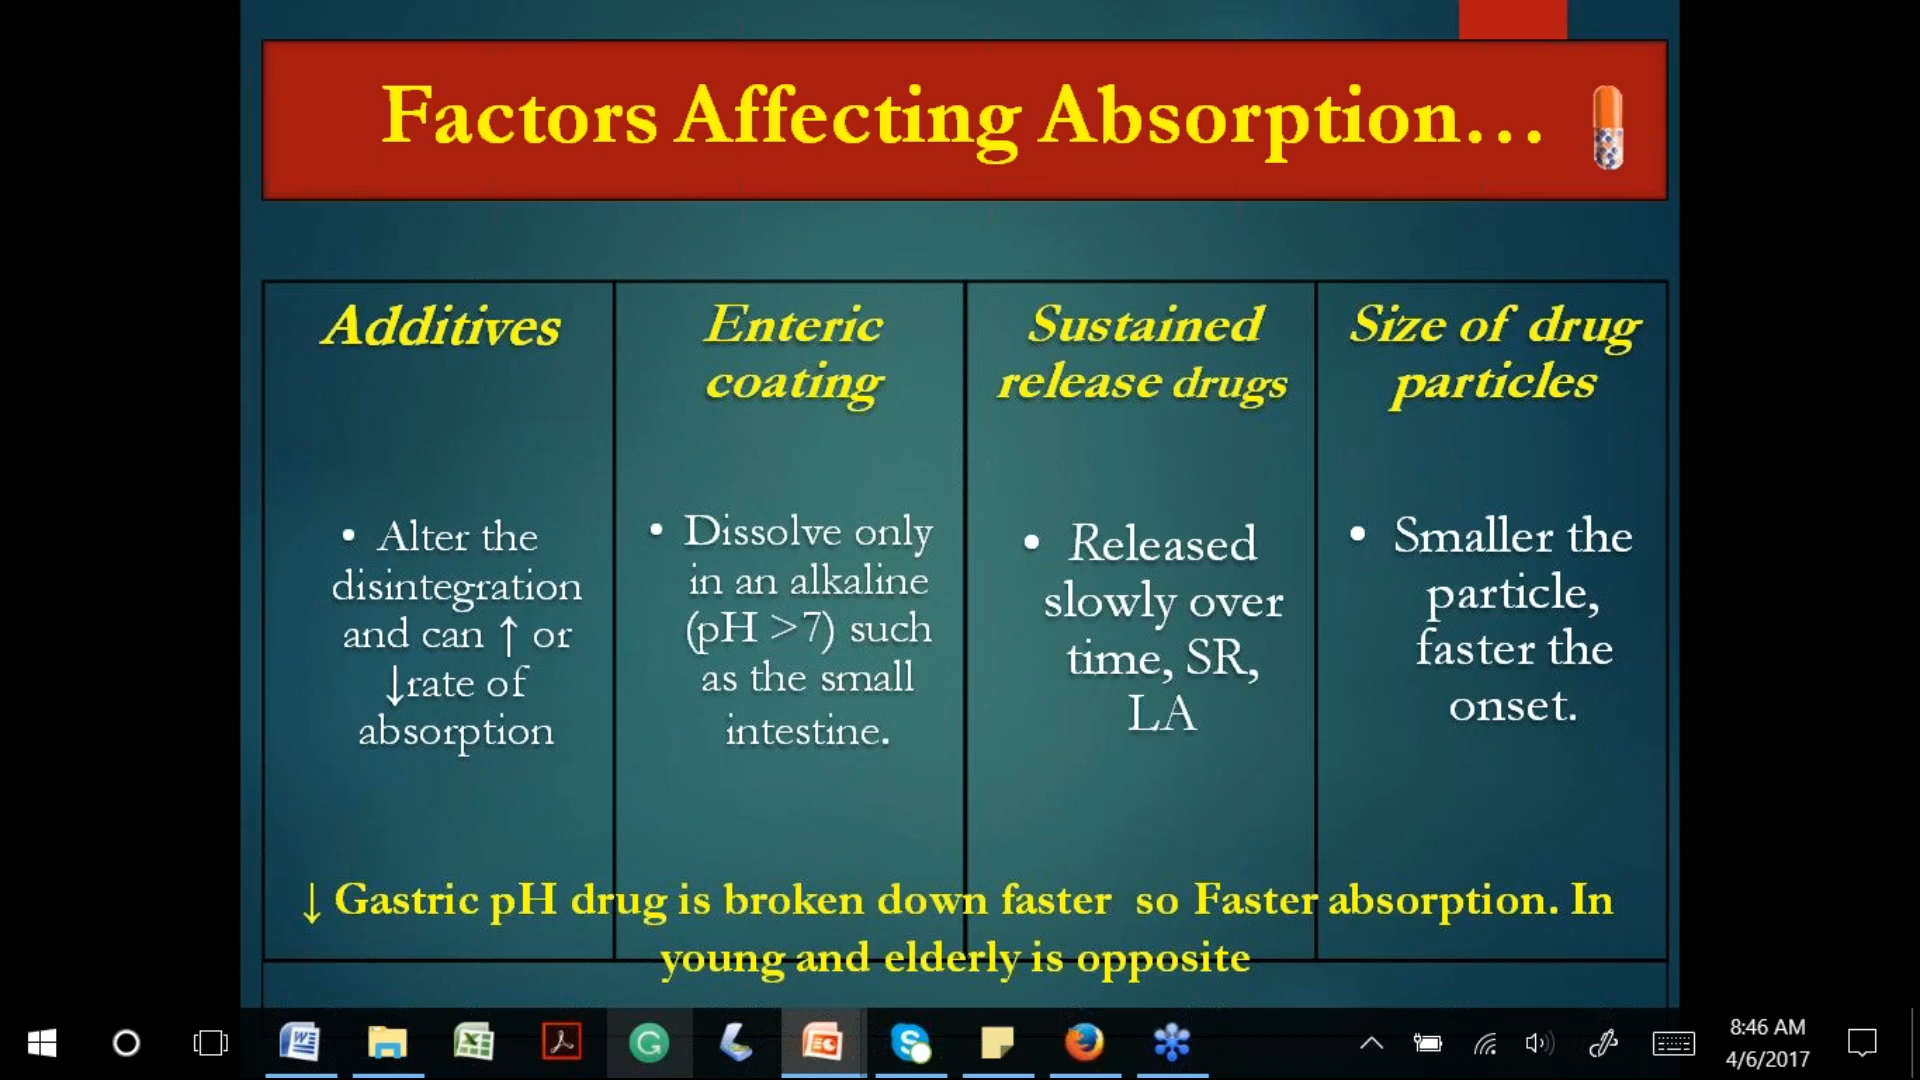 Factors Affecting Absorption...
Additives
• Alter the
disintegration
and can ↑ or
↓rate of
absorption
Enteric
coating
• Dissolve only
in an alkaline
(pH >7) such
as the small
intestine.
Sustained
release drugs
• Released
slowly over
time, SR,
LA
Size of drug
particles
• Smaller the
particle,
faster the
onset.
↓ Gastric pH drug is broken down faster so Faster absorption. In
young and elderly is opposite
8:46 AM
4/6/2017